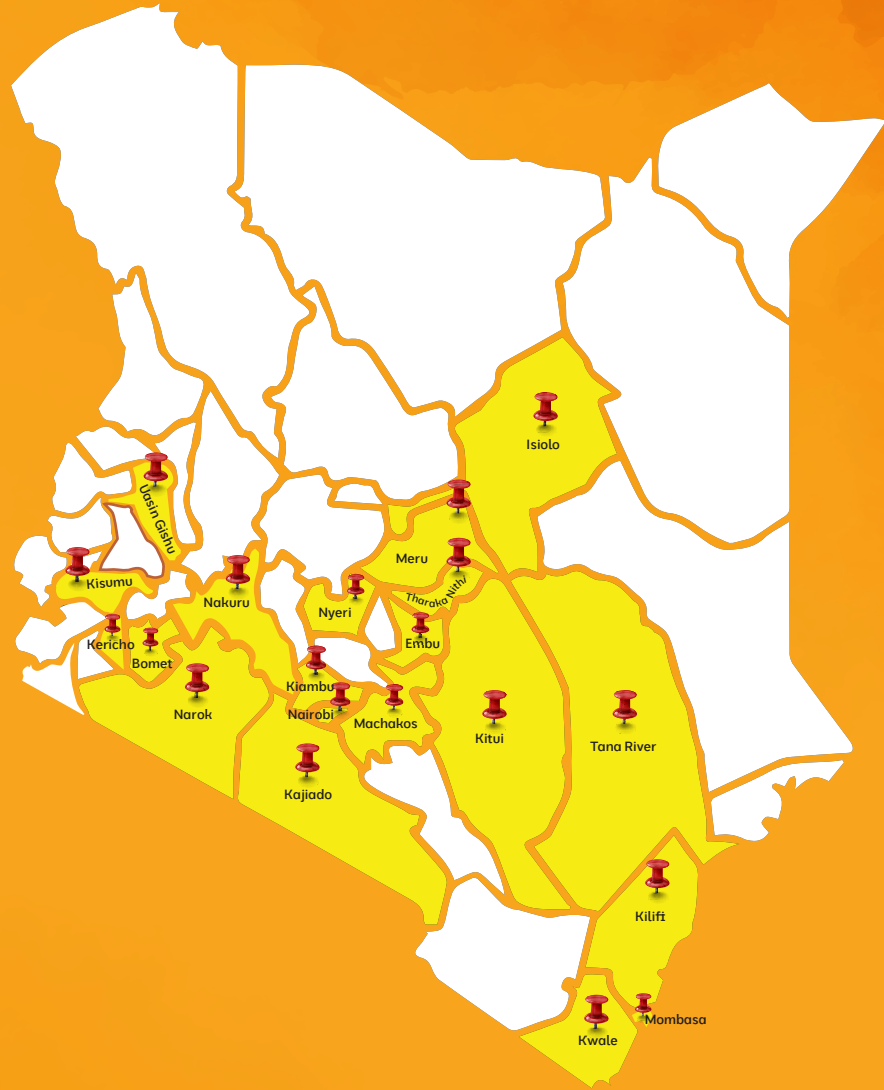 Isiolo
Uasin Gishu
Meru
Kisumu
Tharaka Nith/
Nakuru
Nyeri
Kericho
Embu
Bomet
Kiambu
Narok
Nairobi
Machakos
Kitui
Tana River
Kajiado
Kilifi
Mombasa
Kwale